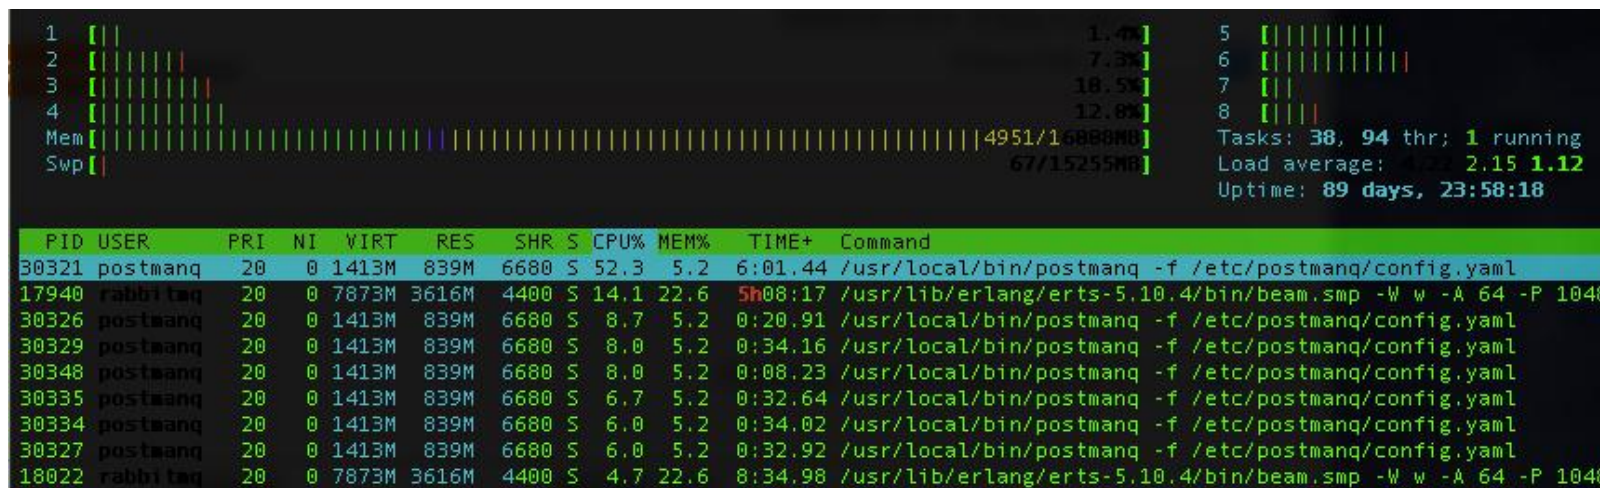 1 [|| 1.4%] 5 [|||||||||
2 [||||||| 7.3%] 6 [|||||||||||
3 [||||||||| 18.5%] 7 [||
4 [|||||||||| 12.8%] 8 [||||
Mem[|||||||||||||||||||||||||||||||||||||||||||||||||||||||||||||4951/1 MB] Tasks: 38, 94 thr; 1 running
Swp[| 67/15255MB] Load average: 2.15 1.12
Uptime: 89 days, 23:58:18
PID USER PRI NI VIRT RES SHR S CPU% MEM% TIME+ Command
30321 postmanq 20 0 1413M 839M 6680 S 52.3 5.2 6:01.44 /usr/local/bin/postmanq -f /etc/postmanq/config.yaml
17940 rabbitmq 20 0 7873M 3616M 4400 S 14.1 22.6 5h08:17 /usr/lib/erlang/erts-5.10.4/bin/beam.smp -W w -A 64 -P 1048
30326 postmanq 20 0 1413M 839M 6680 S 8.7 5.2 0:20.91 /usr/local/bin/postmanq -f /etc/postmanq/config.yaml
30329 postmanq 20 0 1413M 839M 6680 S 8.0 5.2 0:34.16 /usr/local/bin/postmanq -f /etc/postmanq/config.yaml
30348 postmanq 20 0 1413M 839M 6680 S 8.0 5.2 0:08.23 /usr/local/bin/postmanq -f /etc/postmanq/config.yaml
30335 postmanq 20 0 1413M 839M 6680 S 6.7 5.2 0:32.64 /usr/local/bin/postmanq -f /etc/postmanq/config.yaml
30334 postmanq 20 0 1413M 839M 6680 S 6.0 5.2 0:34.02 /usr/local/bin/postmanq -f /etc/postmanq/config.yaml
30327 postmanq 20 0 1413M 839M 6680 S 6.0 5.2 0:32.92 /usr/local/bin/postmanq -f /etc/postmanq/config.yaml
18022 rabbitmq 20 0 7873M 3616M 4400 S 4.7 22.6 8:34.98 /usr/lib/erlang/erts-5.10.4/bin/beam.smp -W w -A 64 -P 1048